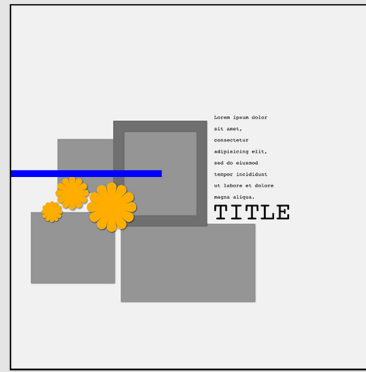 Lorem ipsum dolor
sit amet,
consectetur
adipisicing elit,
sed do eiusmod
tempor incididunt
ut labore et dolore
magna aliqua.
TITLE